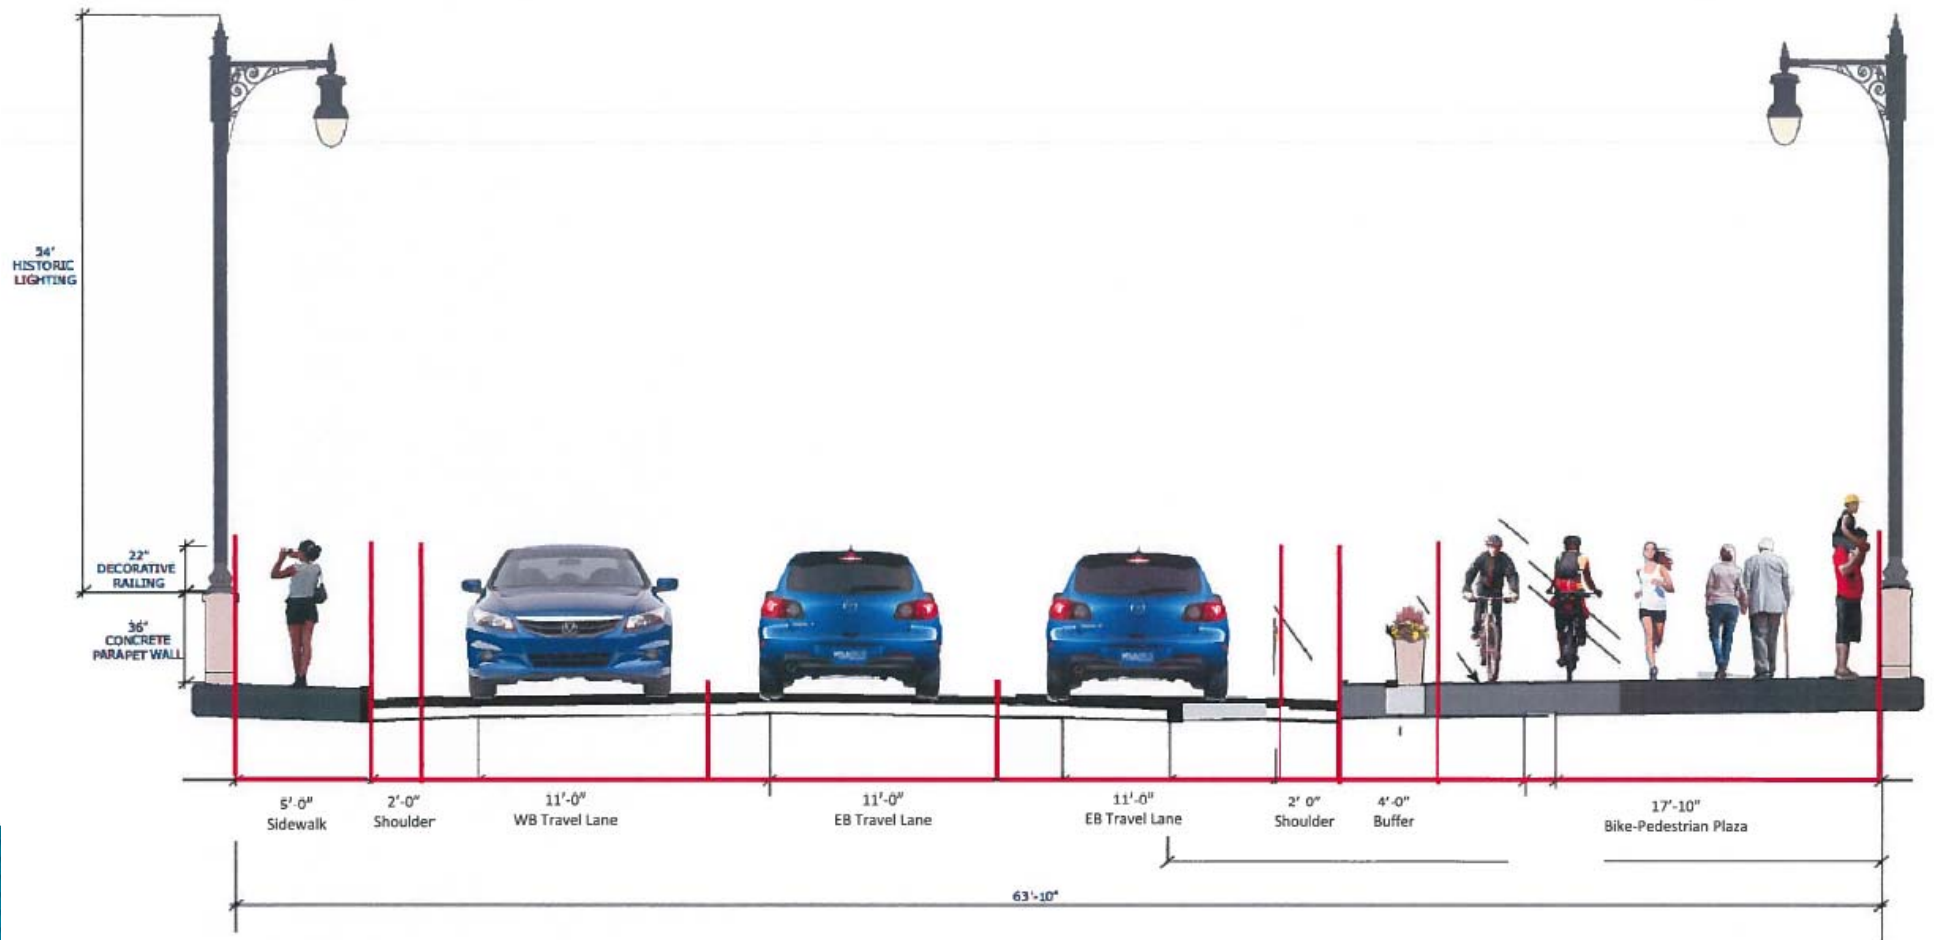 24'
HISTORIC
LIGHTING
22"
DECORATIVE
RAILING
36"
CONCRETE
PARAPET WALL
5'-0"
Sidewalk
2'-0"
Shoulder
11'-0"
WB Travel Lane
11'-0"
EB Travel Lane
11'-0"
EB Travel Lane
2' 0"
Shoulder
4'-0"
Buffer
17'-10"
Bike-Pedestrian Plaza
63'-10"